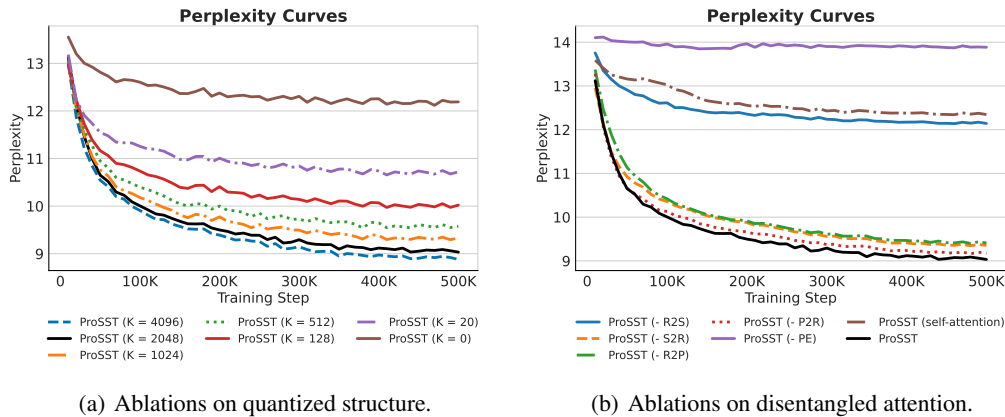 Perplexity Curves
13
12
11
10
9
Perplexity
0 100K 200K 300K 400K 500K
Training Step
ProSST (K = 4096) ProSST (K = 512) ProSST (K = 20)
ProSST (K = 2048) ProSST (K = 128) ProSST (K = 0)
ProSST (K = 1024)
(a) Ablations on quantized structure.
Perplexity Curves
14
13
12
11
10
9
Perplexity
0 100K 200K 300K 400K 500K
Training Step
ProSST (- R2S) ProSST (- P2R) ProSST (self-attention)
ProSST (- S2R) ProSST (- PE) ProSST
ProSST (- R2P)
(b) Ablations on disentangled attention.